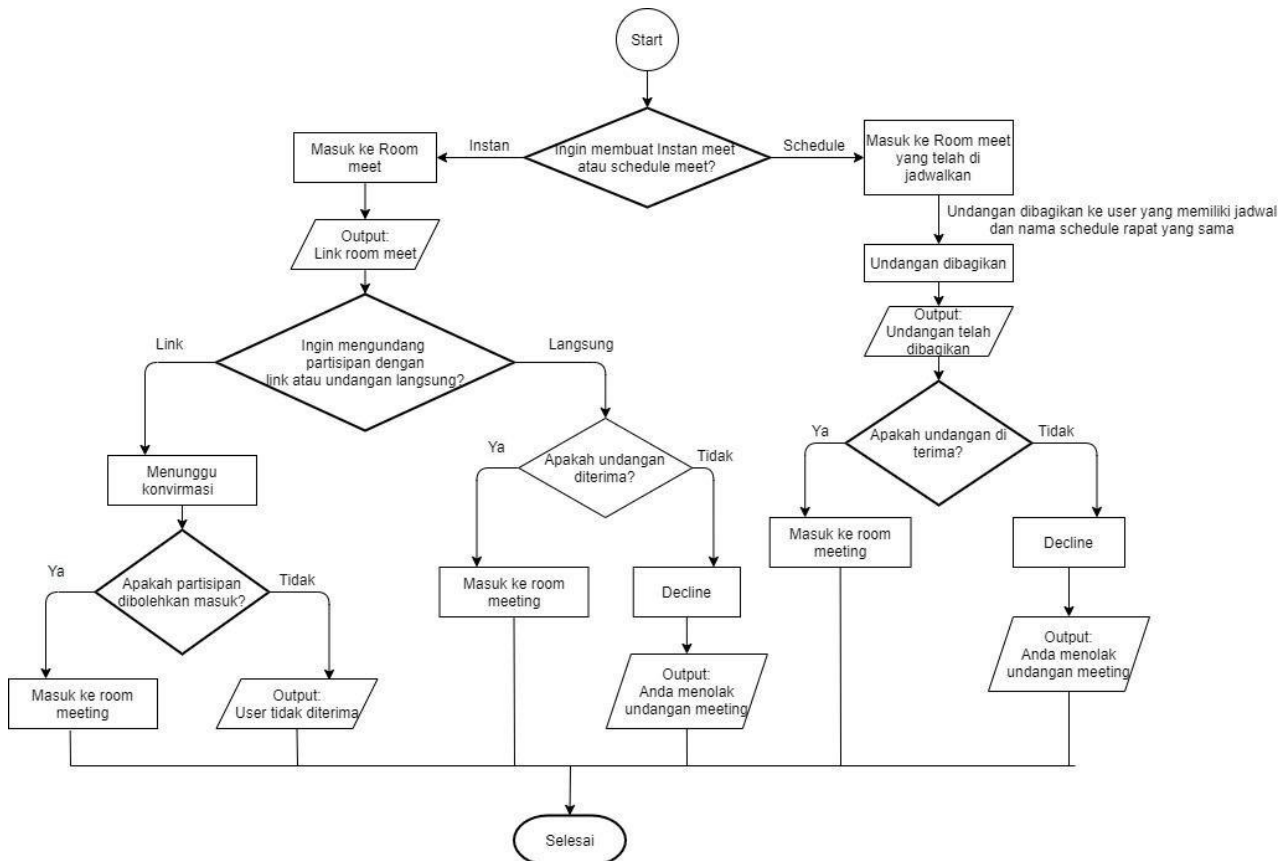 Start
Instan
Ingin membuat Instan meet
atau schedule meet?
Schedule
Masuk ke Room
meet
Masuk ke Room meet
yang telah di
jadwalkan
Output:
Link room meet
Undangan dibagikan ke user yang memiliki jadwal
dan nama schedule rapat yang sama
Undangan dibagikan
Output:
Undangan telah
dibagikan
Link
Ingin mengundang
partisipan dengan
link atau undangan langsung?
Langsung
Ya
Apakah undangan di
terima?
Tidak
Ya
Apakah undangan
diterima?
Tidak
Menunggu
konvirmasi
Masuk ke room
meeting
Decline
Ya
Apakah partisipan
dibolehkan masuk?
Tidak
Masuk ke room
meeting
Decline
Output:
Anda menolak
undangan meeting
Masuk ke room
meeting
Output:
User tidak diterima
Output:
Anda menolak
undangan meeting
Selesai